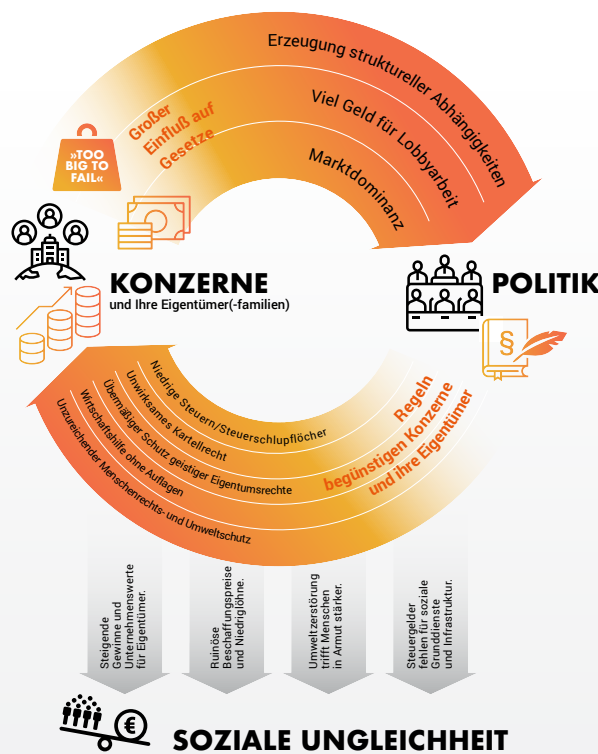 Erzeugung struktureller Abhängigkeiten
Viel Geld für Lobbyarbeit
Marktdominanz
Großer
Einfluß auf
Gesetze
»TOO
BIG TO
FAIL«
KONZERNE
und Ihre Eigentümer(-familien)
POLITIK
§
Regeln
begünstigen Konzerne
und ihre Eigentümer
Niedrige Steuern/Steuerschlupflöcher
Unwirksames Kartellrecht
Übermäßiger Schutz geistiger Eigentumsrechte
Wirtschaftshilfe ohne Auflagen
Unzureichender Menschenrechts- und Umweltschutz
Steigende
Gewinne und
Unternehmenswerte
für Eigentümer.
Ruinöse
Beschaffungspreise
und Niedriglöhne.
Umweltzerstörung
trifft Menschen
in Armut stärker.
Steuergelder
fehlen für soziale
Grunddienste
und Infrastruktur.
€
SOZIALE UNGLEICHHEIT